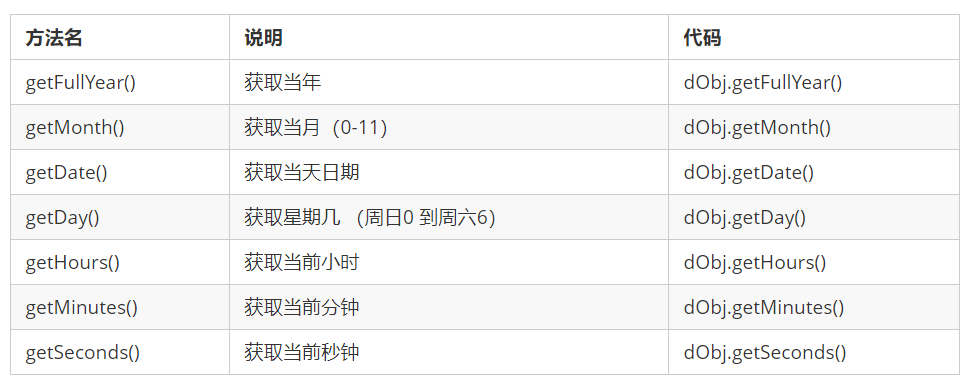 方法名 说明 代码
getFullYear() 获取当年 dObj.getFullYear()
getMonth() 获取当月（0-11） dObj.getMonth()
getDate() 获取当天日期 dObj.getDate()
getDay() 获取星期几 （周日0 到周六6） dObj.getDay()
getHours() 获取当前小时 dObj.getHours()
getMinutes() 获取当前分钟 dObj.getMinutes()
getSeconds() 获取当前秒钟 dObj.getSeconds()